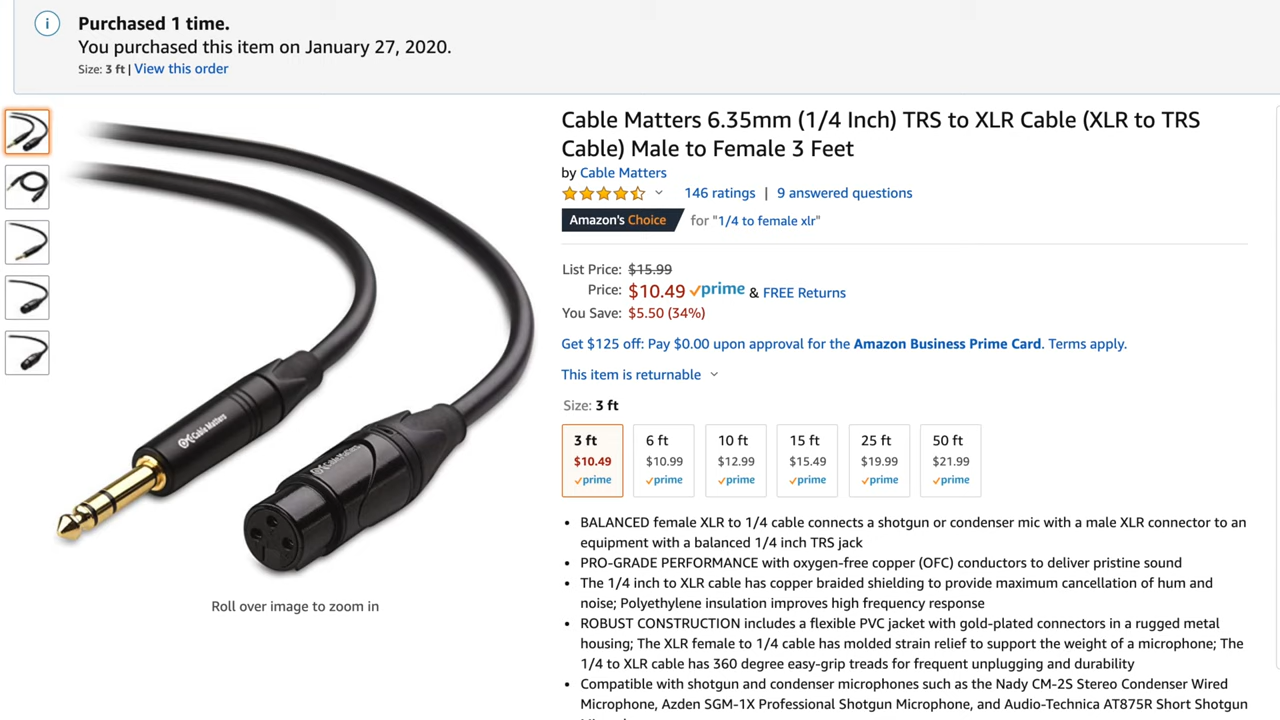 Purchased 1 time.
You purchased this item on January 27, 2020.
Size: 3 ft | View this order
Cable Matters 6.35mm (1/4 Inch) TRS to XLR Cable (XLR to TRS
Cable) Male to Female 3 Feet
by Cable Matters
146 ratings | 9 answered questions
Amazon's Choice for "1/4 to female xlr"
List Price: $15.99
Price: $10.49 prime & FREE Returns
You Save: $5.50 (34%)
Get $125 off: Pay $0.00 upon approval for the Amazon Business Prime Card. Terms apply.
This item is returnable
Size: 3 ft
3 ft 6 ft 10 ft 15 ft 25 ft 50 ft
$10.49 $10.99 $12.99 $15.49 $19.99 $21.99
prime prime prime prime prime prime
Cable Matters
Cable Matters
• BALANCED female XLR to 1/4 cable connects a shotgun or condenser mic with a male XLR connector to an
equipment with a balanced 1/4 inch TRS jack
• PRO-GRADE PERFORMANCE with oxygen-free copper (OFC) conductors to deliver pristine sound
• The 1/4 inch to XLR cable has copper braided shielding to provide maximum cancellation of hum and
noise; Polyethylene insulation improves high frequency response
• ROBUST CONSTRUCTION includes a flexible PVC jacket with gold-plated connectors in a rugged metal
housing; The XLR female to 1/4 cable has molded strain relief to support the weight of a microphone; The
1/4 to XLR cable has 360 degree easy-grip treads for frequent unplugging and durability
• Compatible with shotgun and condenser microphones such as the Nady CM-2S Stereo Condenser Wired
Microphone, Azden SGM-1X Professional Shotgun Microphone, and Audio-Technica AT875R Short Shotgun
Roll over image to zoom in